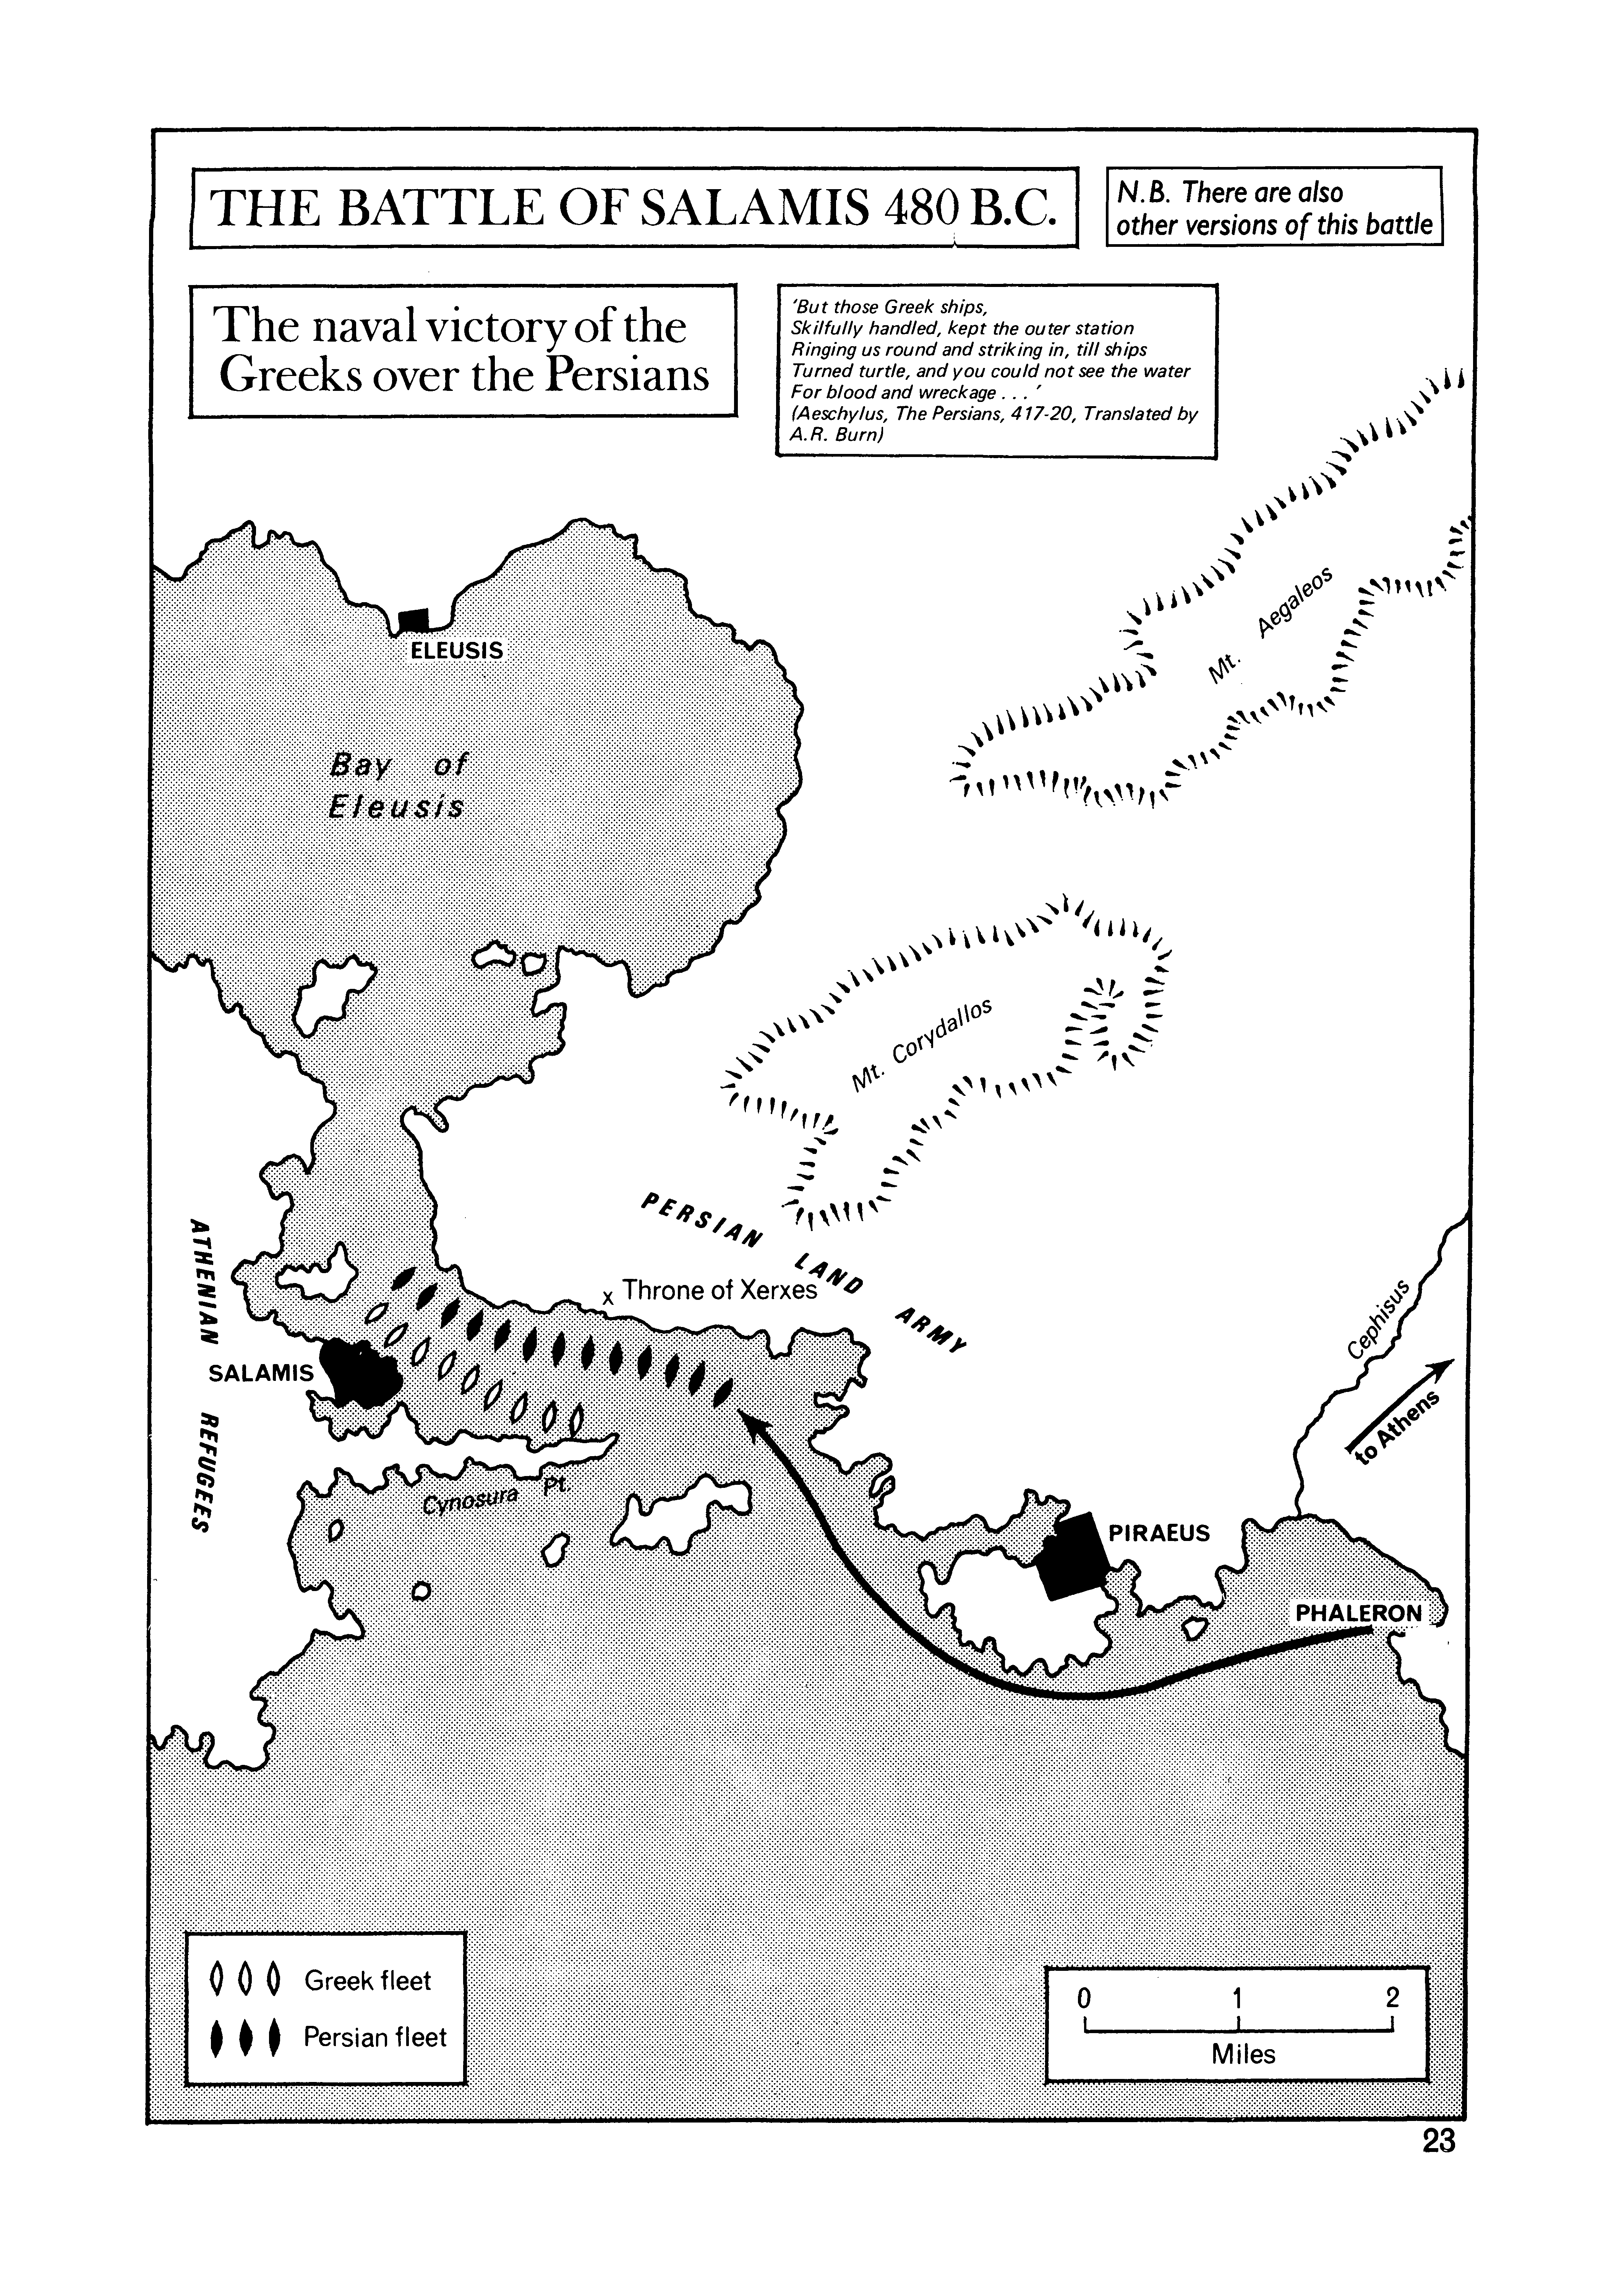 THE BATTLE OF SALAMIS 480 B.C.
N.B. There are also
other versions of this battle
The naval victory of the
Greeks over the Persians
'But those Greek ships,
Skilfully handled, kept the outer station
Ringing us round and striking in, till ships
Turned turtle, and you could not see the water
For blood and wreckage . . . '
(Aeschylus, The Persians, 417-20, Translated by
A.R. Burn)
Mt. Aegaleos
ELEUSIS
Bay of
Eleusis
Mt. Corydallos
PERSIAN LAND ARMY
ATHENIAN REFUGEES
x Throne of Xerxes
Cephisus
SALAMIS
to Athens
Cynosura Pt.
PIRAEUS
PHALERON
Greek fleet
Persian fleet
0 1 2
Miles
23